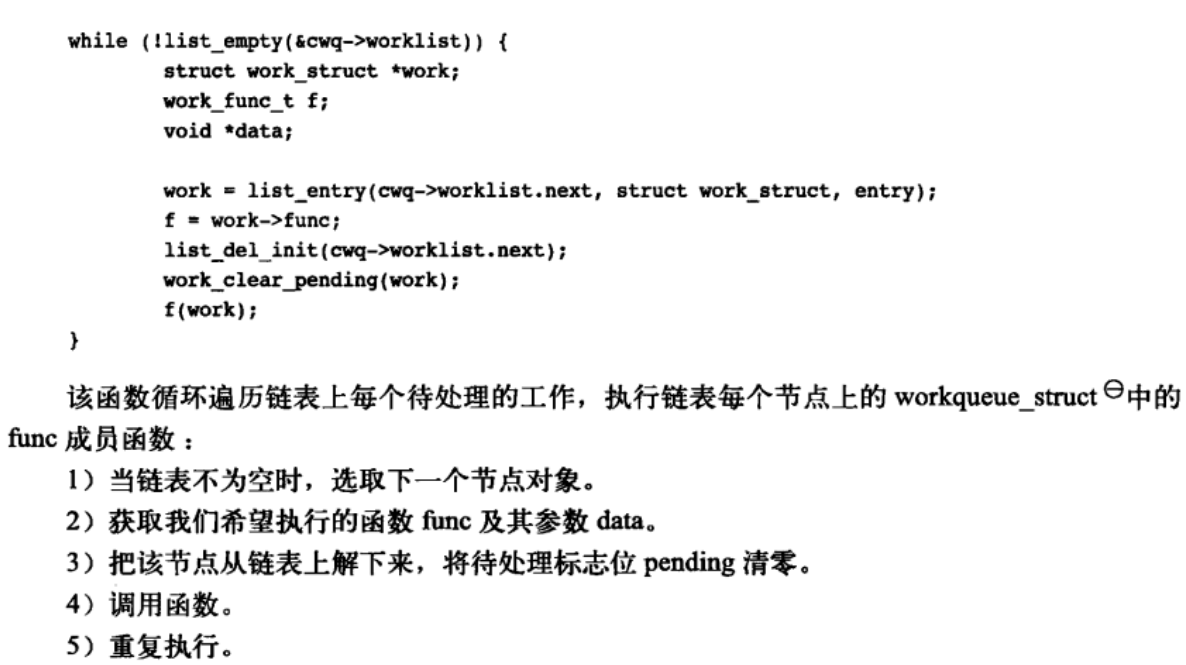 while (!list_empty(&cwq->worklist)) {
struct work_struct *work;
work_func_t f;
void *data;
work = list_entry(cwq->worklist.next, struct work_struct, entry);
f = work->func;
list_del_init(cwq->worklist.next);
work_clear_pending(work);
f(work);
}
该函数循环遍历链表上每个待处理的工作，执行链表每个节点上的 workqueue_struct⊖中的
func 成员函数：
1）当链表不为空时，选取下一个节点对象。
2）获取我们希望执行的函数 func 及其参数 data。
3）把该节点从链表上解下来，将待处理标志位 pending 清零。
4）调用函数。
5）重复执行。